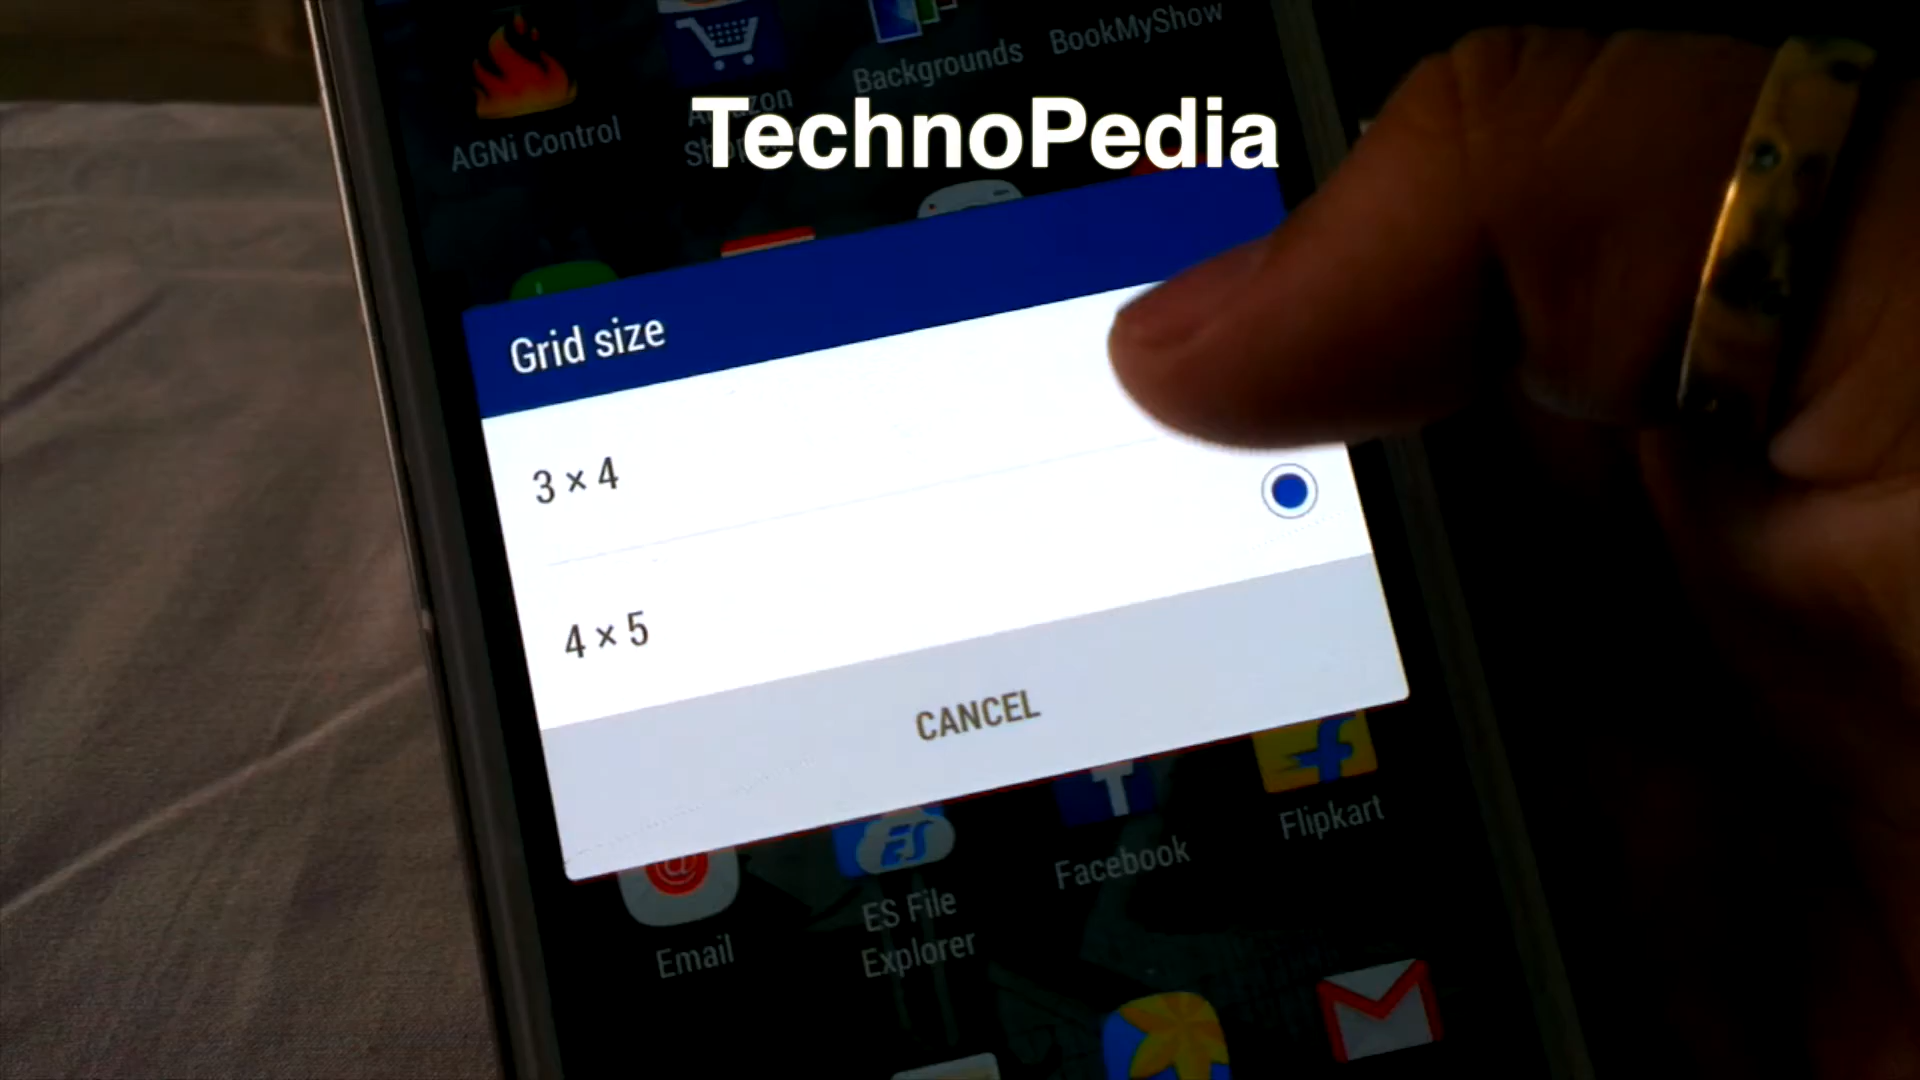 BookMyShow
Backgrounds
AGNi Control
TechnoPedia
Grid size
3 × 4
4 × 5
CANCEL
Flipkart
Facebook
ES File
Explorer
Email